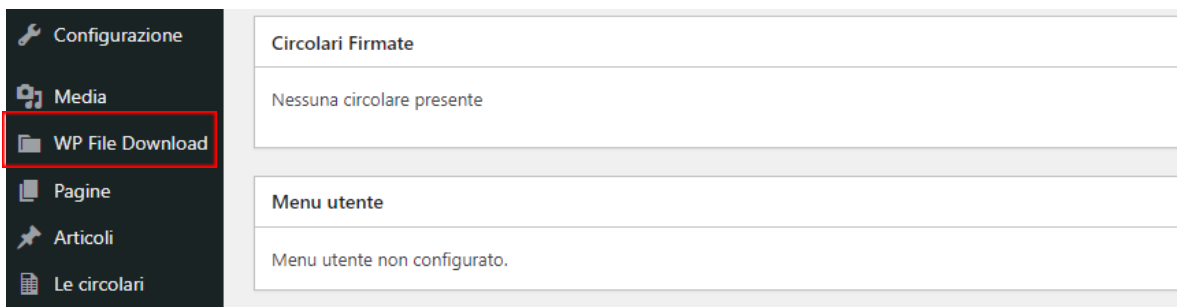 Configurazione
Media
WP File Download
Pagine
Articoli
Le circolari
Circolari Firmate
Nessuna circolare presente
Menu utente
Menu utente non configurato.